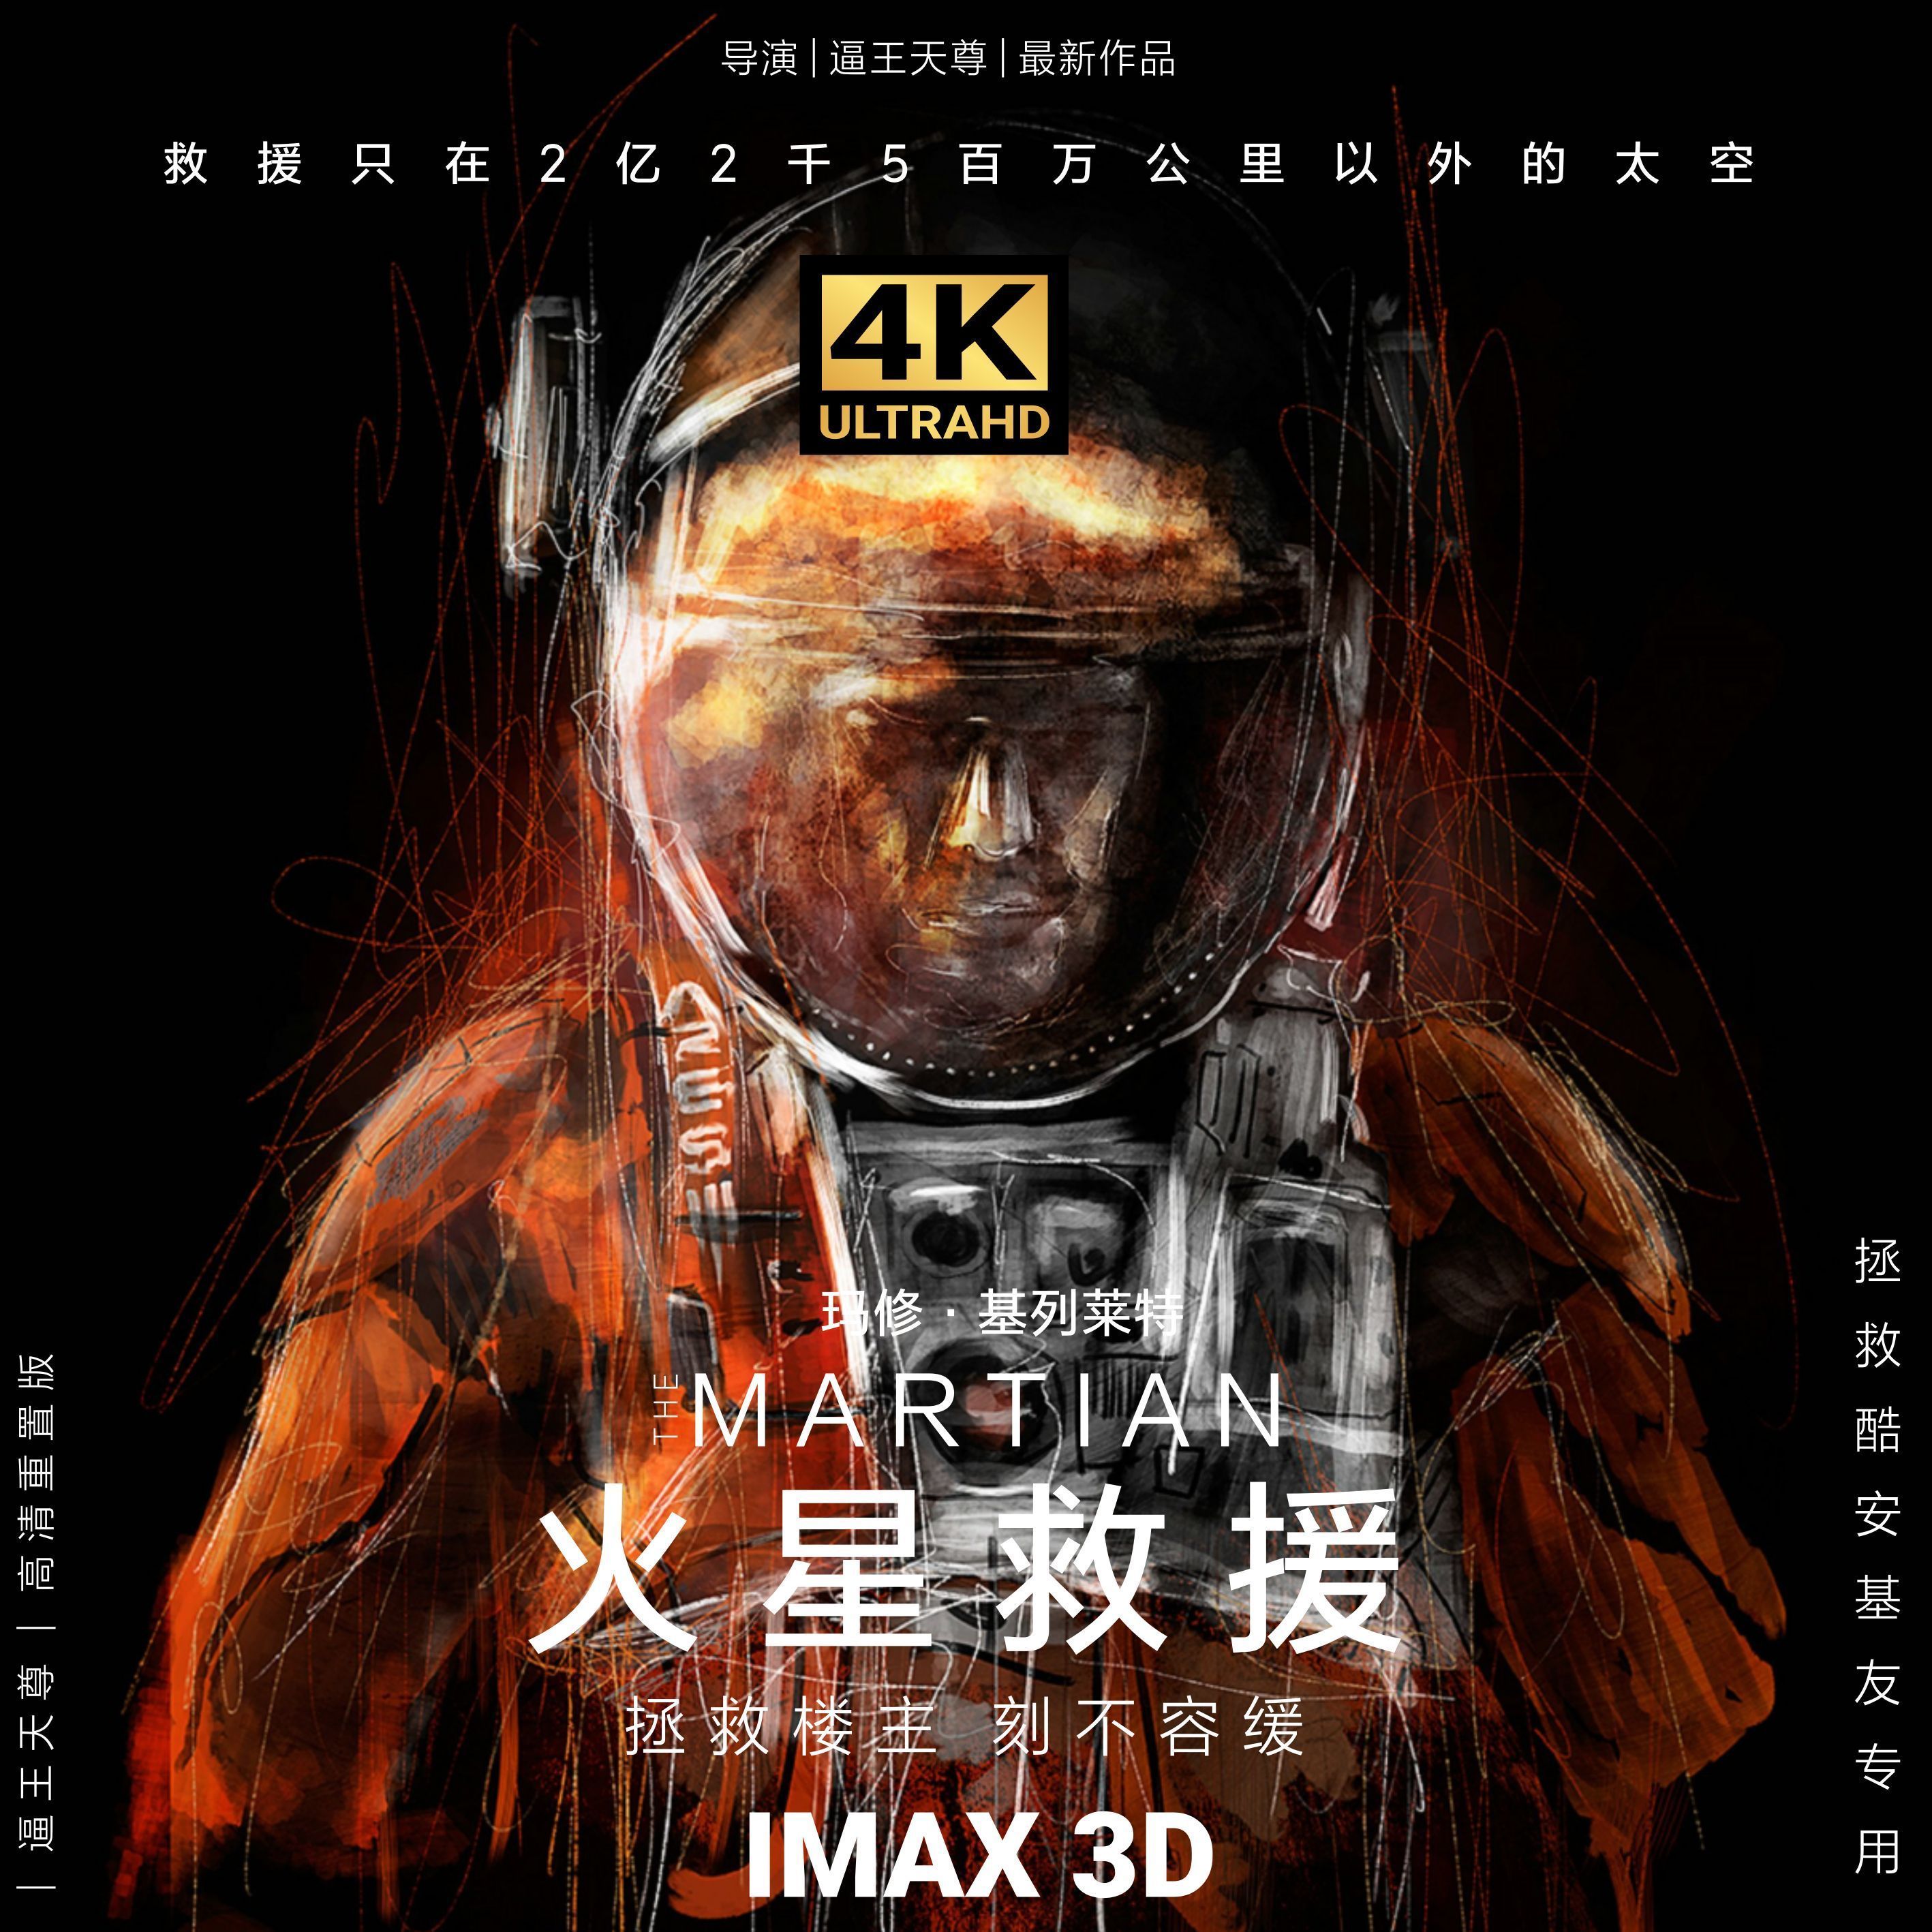 导演|逼王天尊|最新作品
救援只在2亿2千5百万公里以外的太空
4K
ULTRAHD
玛修·基列莱特
THE MARTIAN
火星救援
拯救楼主 刻不容缓
IMAX 3D
|逼王天尊|高清重置版
拯救酷安基友专用